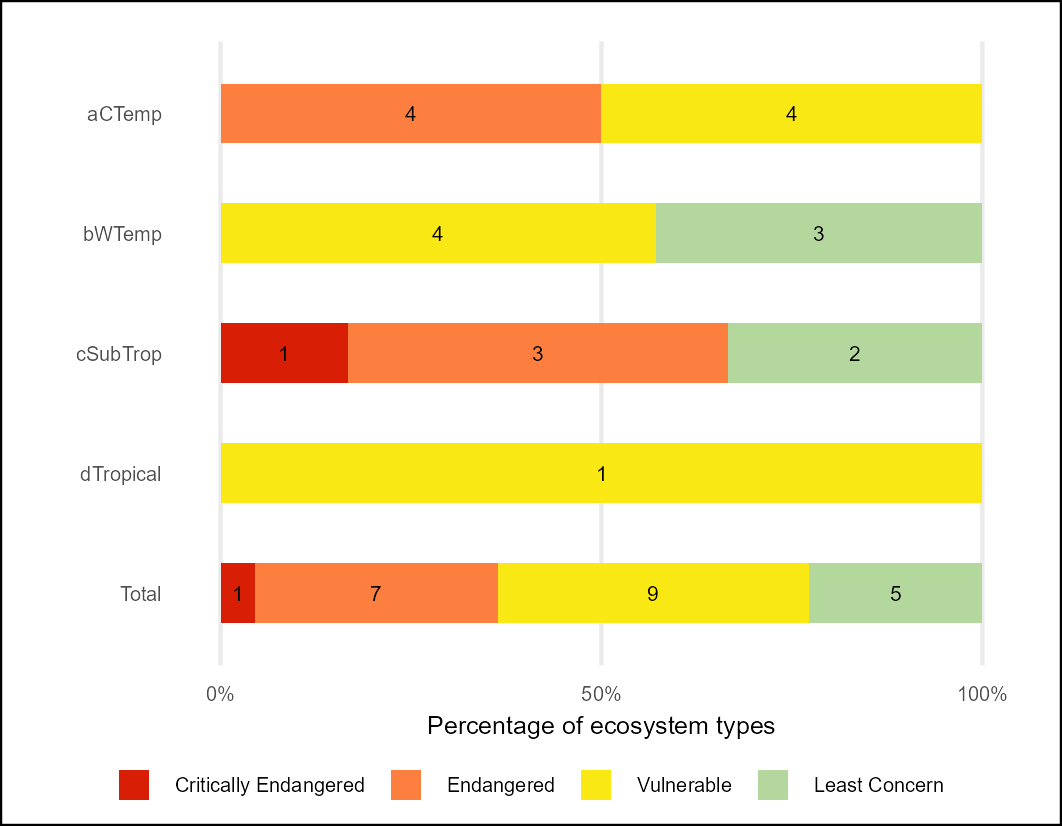 aCTemp 4 4
bWTemp 4 3
cSubTrop 1 3 2
dTropical 1
Total 1 7 9 5
0% 50% 100%
Percentage of ecosystem types
Critically Endangered Endangered Vulnerable Least Concern